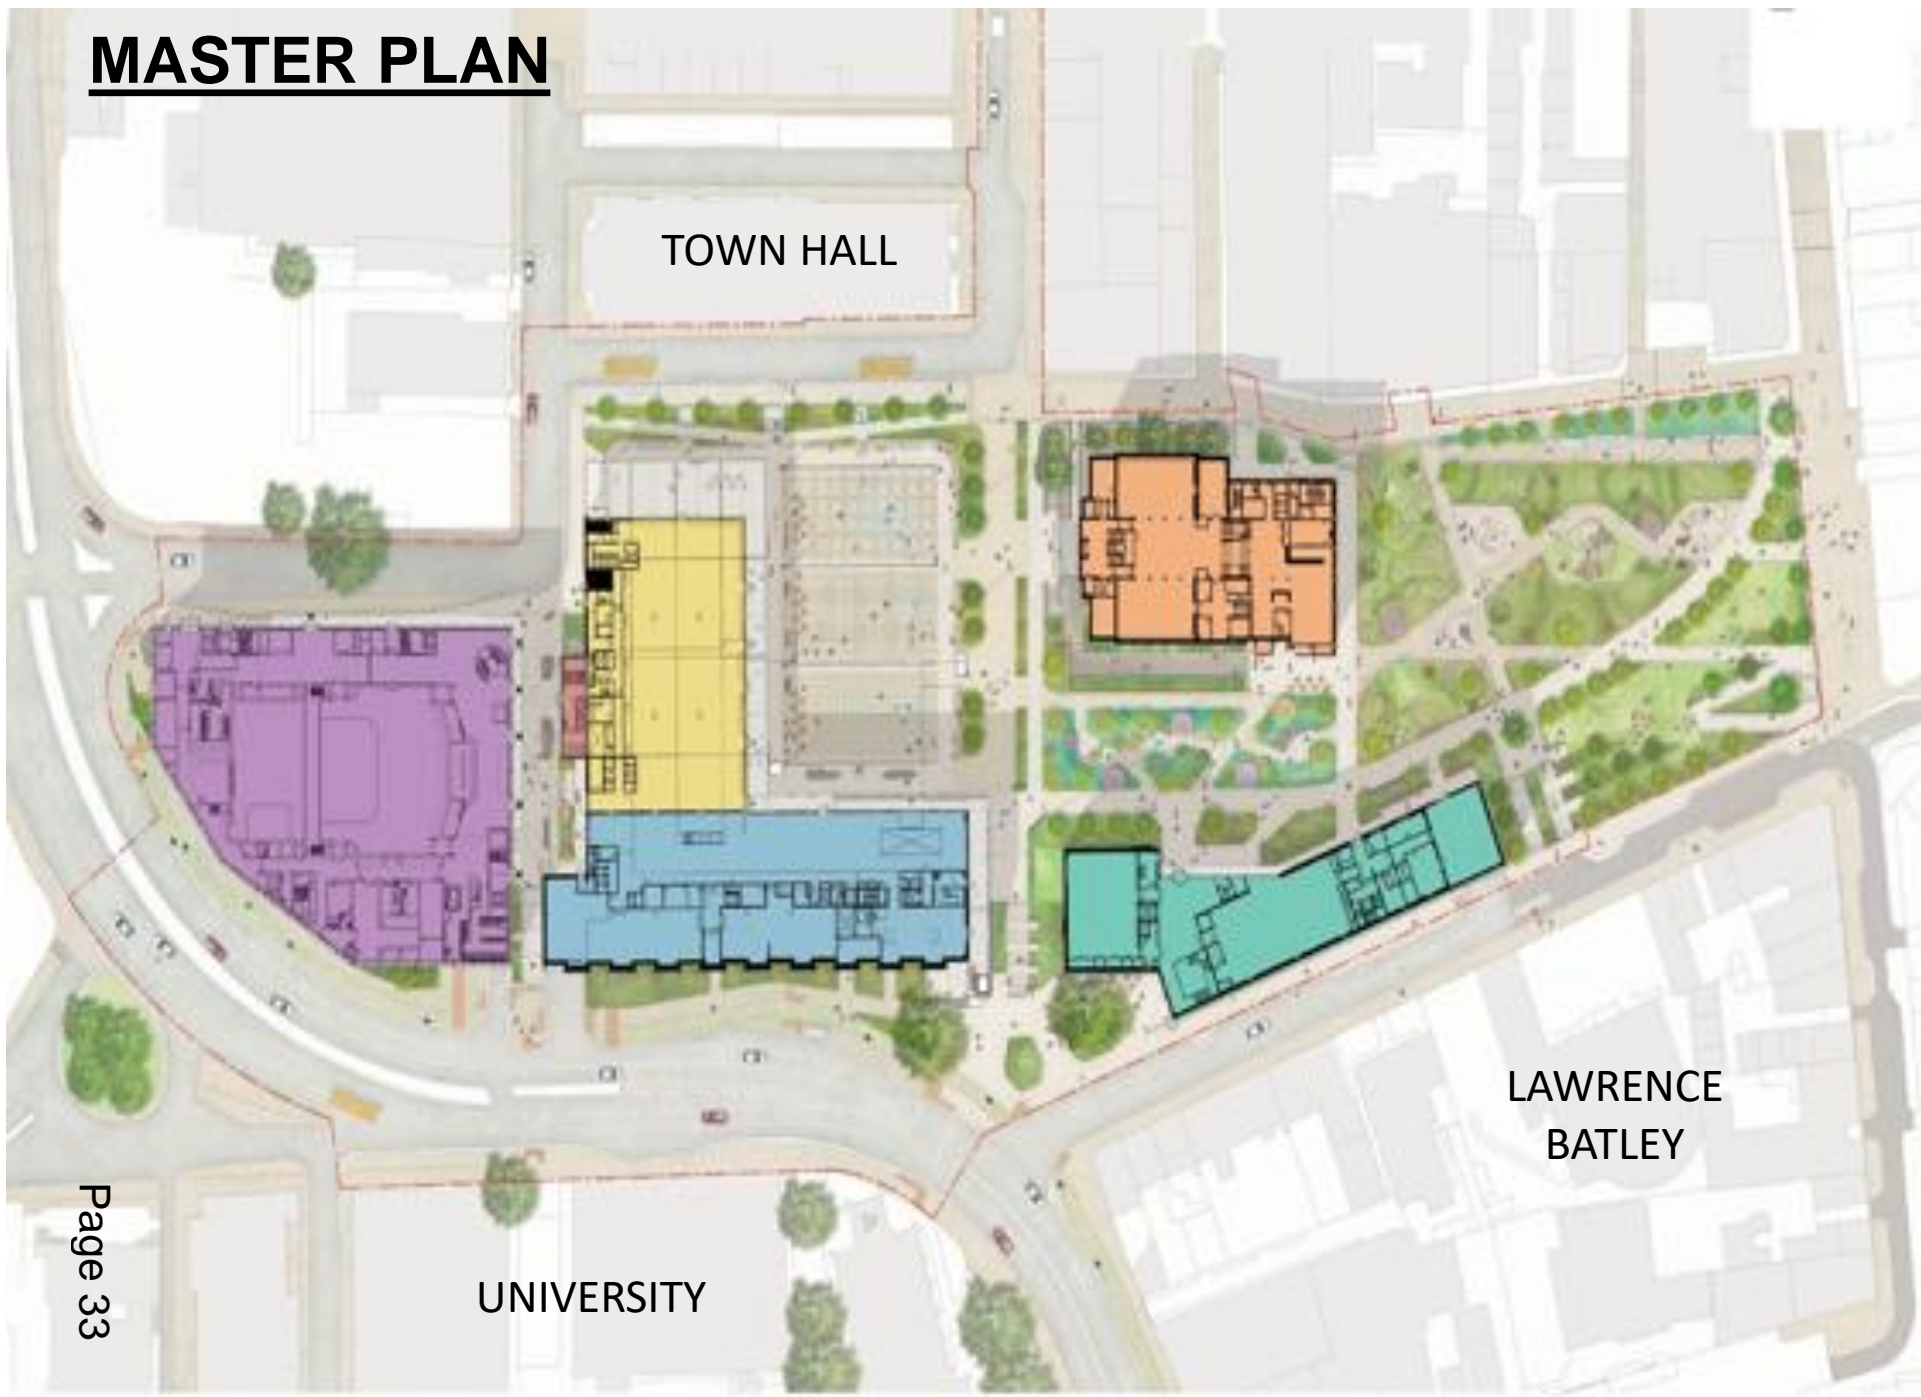 MASTER PLAN
TOWN HALL
LAWRENCE
BATLEY
UNIVERSITY
Page 33